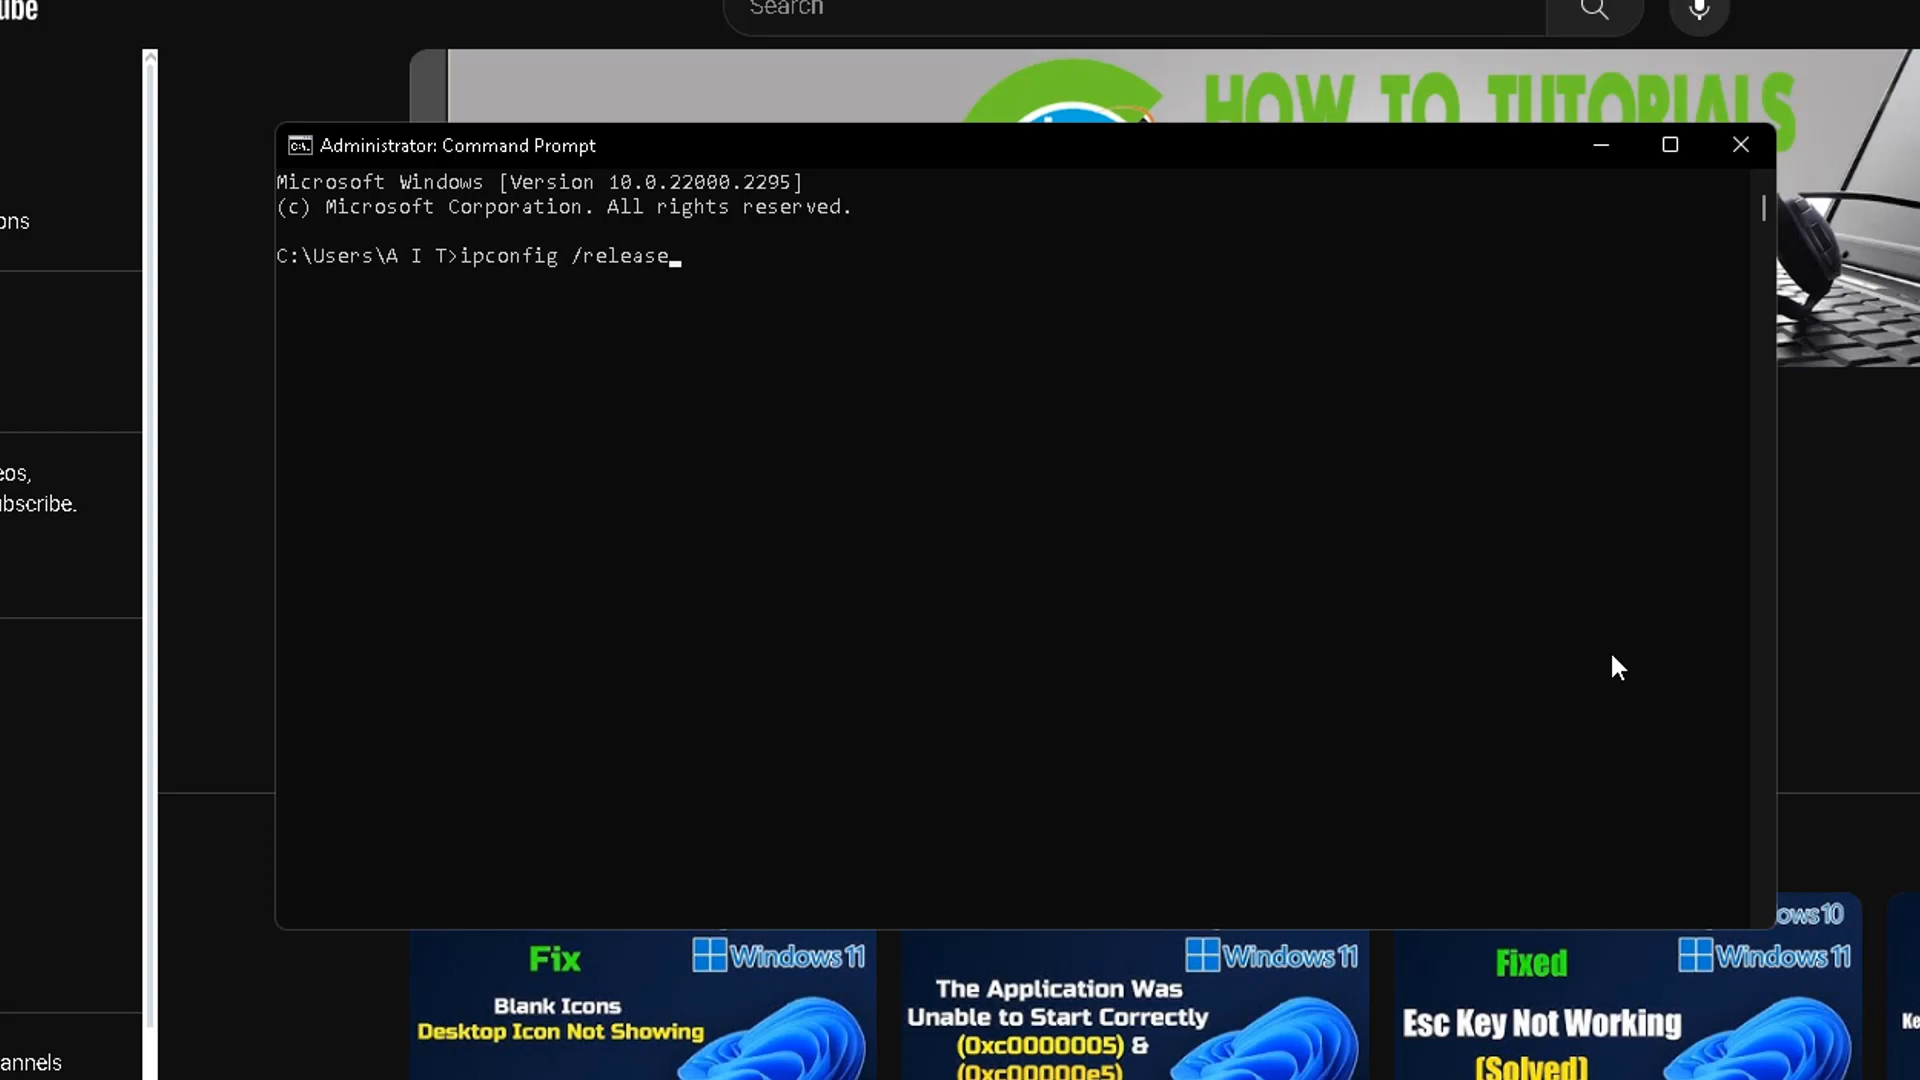 Search
HOW TO TUTORIALS
Administrator: Command Prompt
Microsoft Windows [Version 10.0.22000.2295]
(c) Microsoft Corporation. All rights reserved.
C:\Users\A I T>ipconfig /release
ube
ons
eos,
ubscribe.
annels
Fix
Windows 11
Blank Icons
Desktop Icon Not Showing
Windows 11
The Application Was
Unable to Start Correctly
(0xc0000005) &
(0xc00000e5)
ows 10
Fixed
Windows 11
Esc Key Not Working
(Solved)
Ke